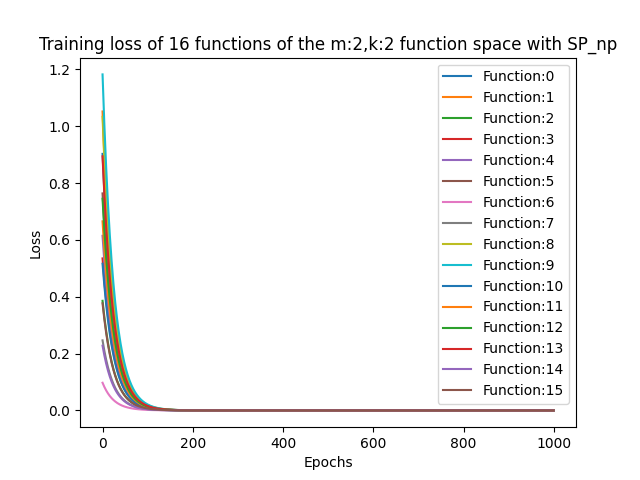 Training loss of 16 functions of the m:2,k:2 function space with SP_np
1.2
1.0
0.8
0.6
0.4
0.2
0.0
Loss
0
200
400
600
800
1000
Epochs
Function:0
Function:1
Function:2
Function:3
Function:4
Function:5
Function:6
Function:7
Function:8
Function:9
Function:10
Function:11
Function:12
Function:13
Function:14
Function:15